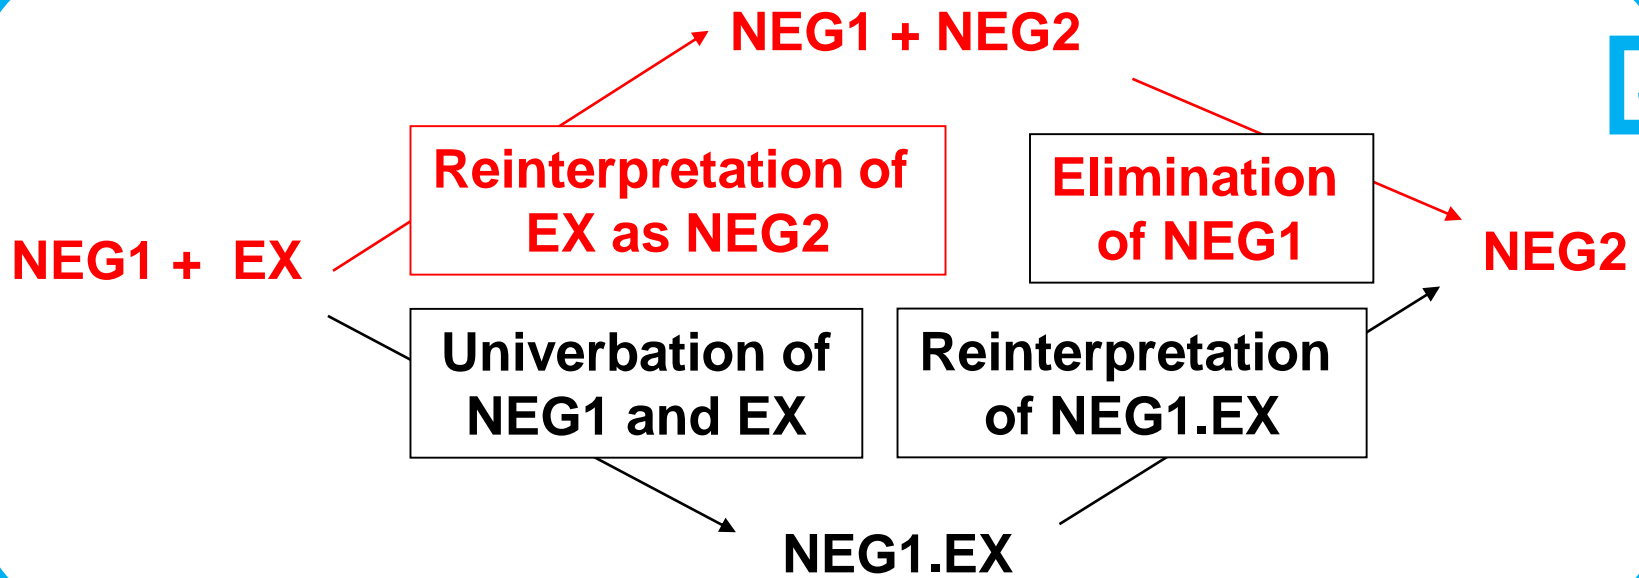 NEG1 + NEG2
Reinterpretation of
EX as NEG2
Elimination
of NEG1
NEG1 + EX
NEG2
Univerbation of
NEG1 and EX
Reinterpretation
of NEG1.EX
NEG1.EX